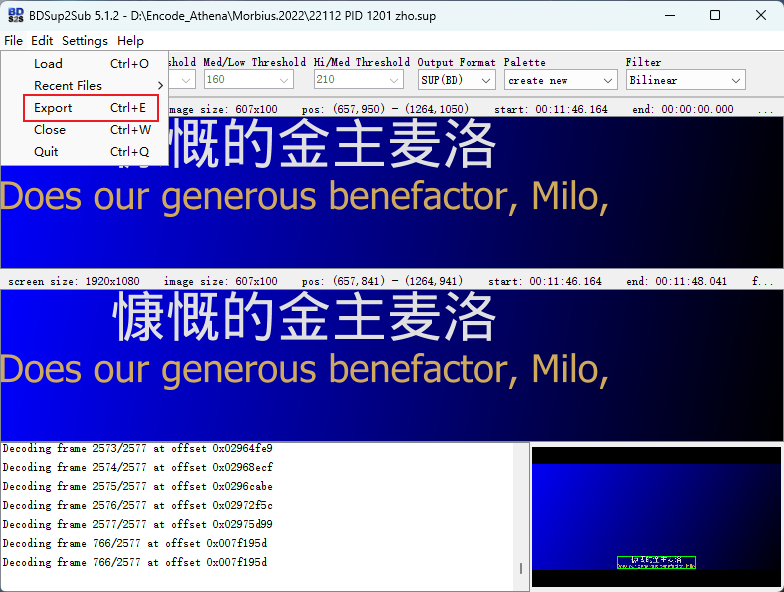 BDSup2Sub 5.1.2 - D:\Encode_Athena\Morbius.2022\22112 PID 1201 zho.sup
File Edit Settings Help
Load Ctrl+O
Recent Files
Export Ctrl+E
Close Ctrl+W
Quit Ctrl+Q
Med/Low Threshold Hi/Med Threshold Output Format Palette Filter
160 210 SUP(BD) create new Bilinear
image size: 607x100 pos: (657,950) - (1264,1050) start: 00:11:46.164 end: 00:00:00.000 ...
慷慨的金主麦洛
Does our generous benefactor, Milo,
screen size: 1920x1080 image size: 607x100 pos: (657,841) - (1264,941) start: 00:11:46.164 end: 00:11:48.041 f...
慷慨的金主麦洛
Does our generous benefactor, Milo,
Decoding frame 2573/2577 at offset 0x02964fe9
Decoding frame 2574/2577 at offset 0x02968ecf
Decoding frame 2575/2577 at offset 0x0296cabe
Decoding frame 2576/2577 at offset 0x02972f5c
Decoding frame 2577/2577 at offset 0x02975d99
Decoding frame 766/2577 at offset 0x007f195d
Decoding frame 766/2577 at offset 0x007f195d